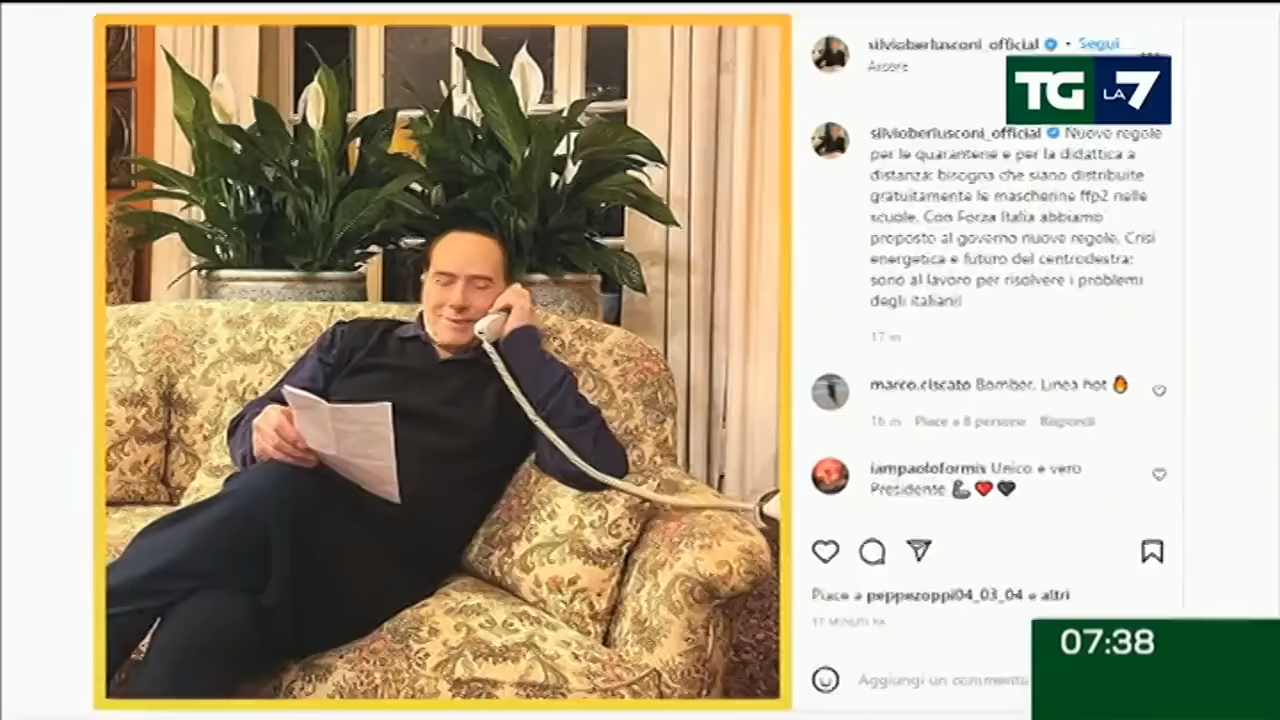 silvioberlusconi_official • Segui
Arcore
TG LA7
silvioberlusconi_official Nuove regole
per le quarantene e per la didattica a
distanza: bisogna che siano distribuite
gratuitamente le mascherine ffp2 nelle
scuole. Con Forza Italia abbiamo
proposto al governo nuove regole. Crisi
energetica e futuro del centrodestra:
sono al lavoro per risolvere i problemi
degli italiani!
17 m
marco.ciscato Bomber. Linea hot 🔥
16 m Piace a 8 persone Rispondi
iampaoloformis Unico e vero
Presidente 💪❤️🖤
Piace a peppezoppi04_03_04 e altri
17 MINUTI FA
07:38
Aggiungi un commento